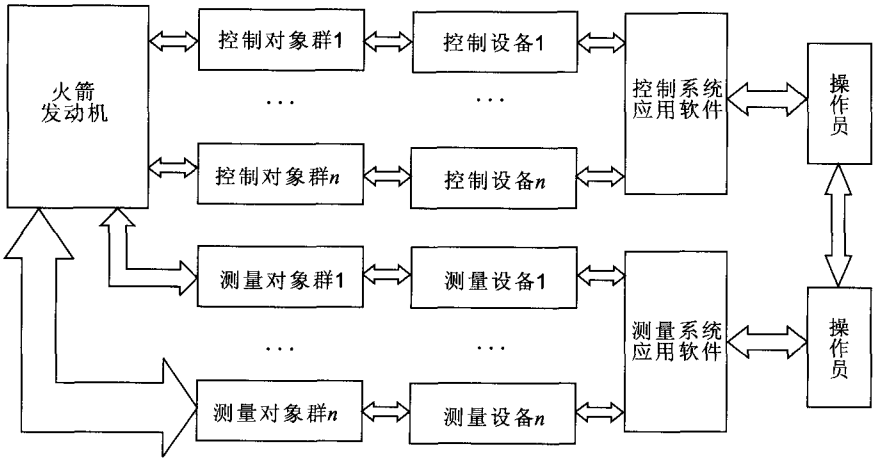 控制对象群1
控制设备1
火箭
发动机
控制系统
应用软件
操作员
...
...
控制对象群n
控制设备n
测量对象群1
测量设备1
测量系统
应用软件
操作员
...
...
测量对象群n
测量设备n